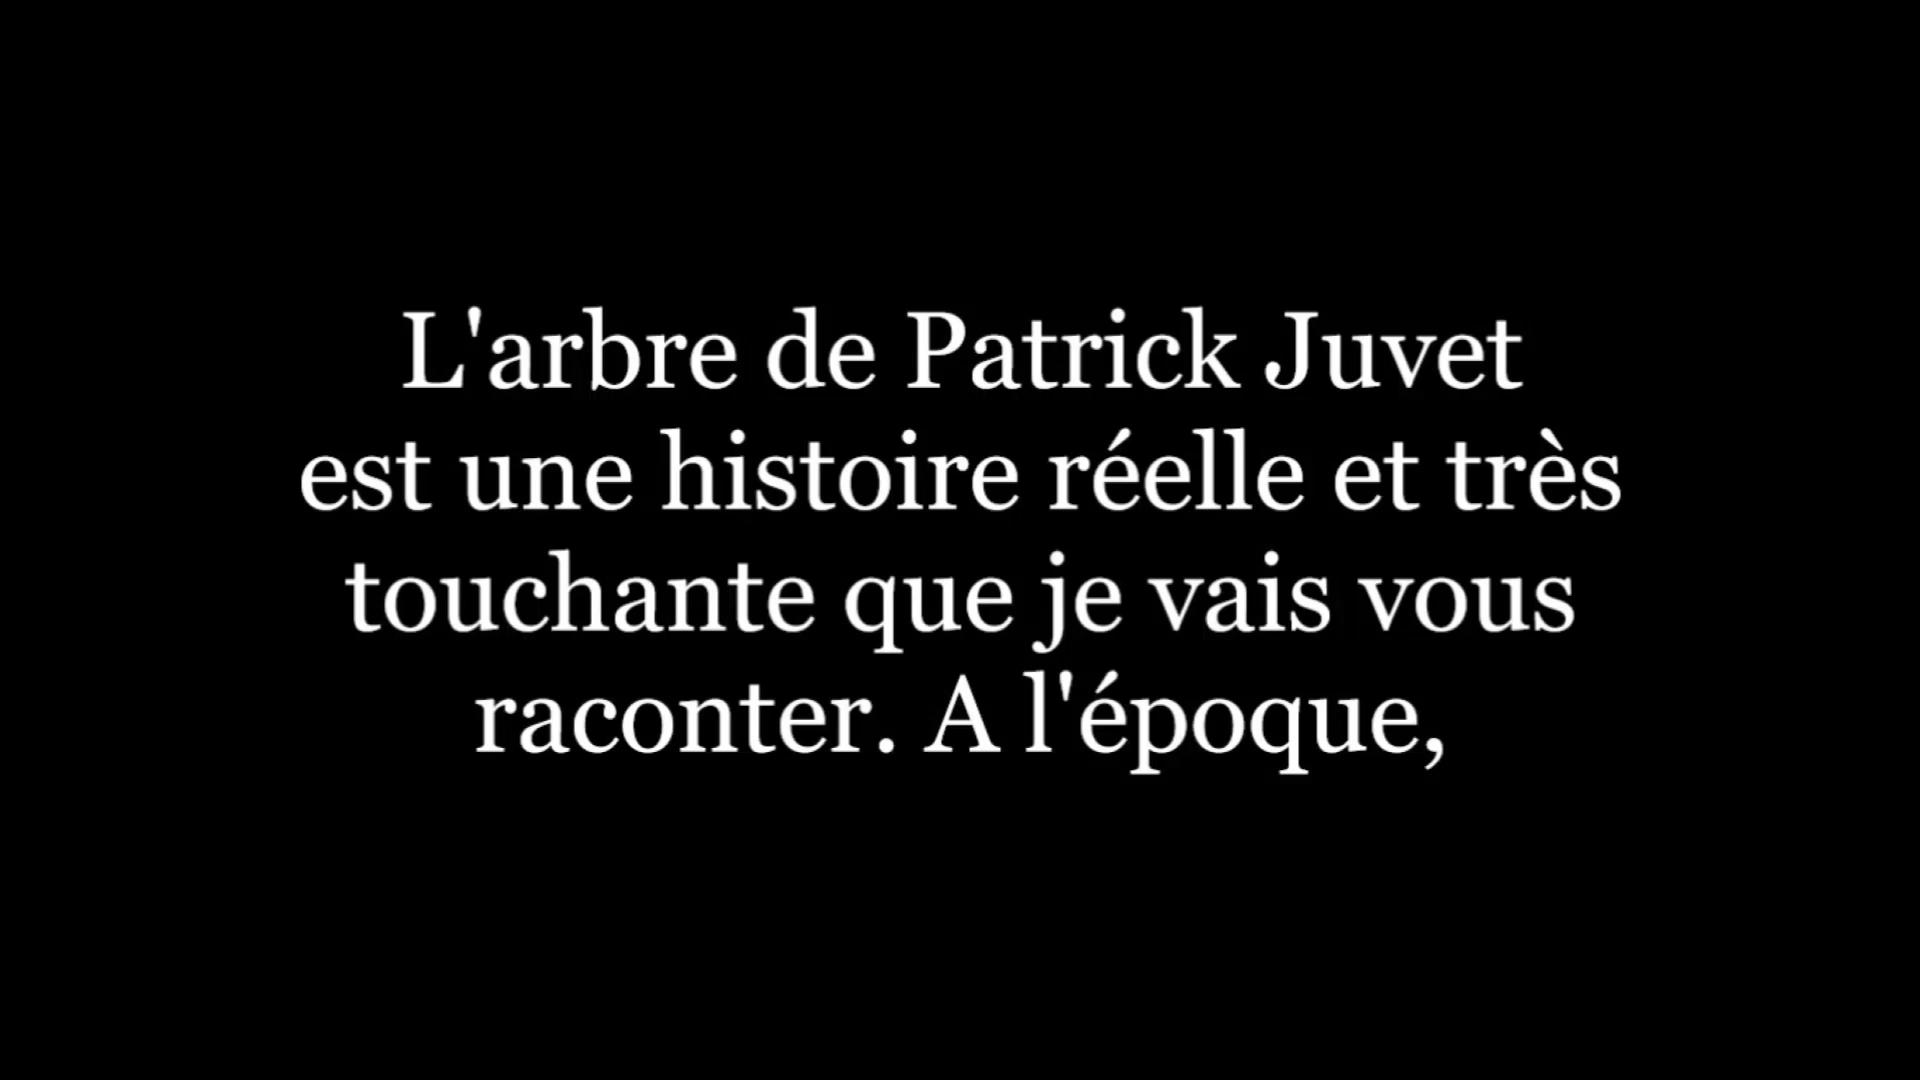 L'arbre de Patrick Juvet
est une histoire réelle et très
touchante que je vais vous
raconter. A l'époque,